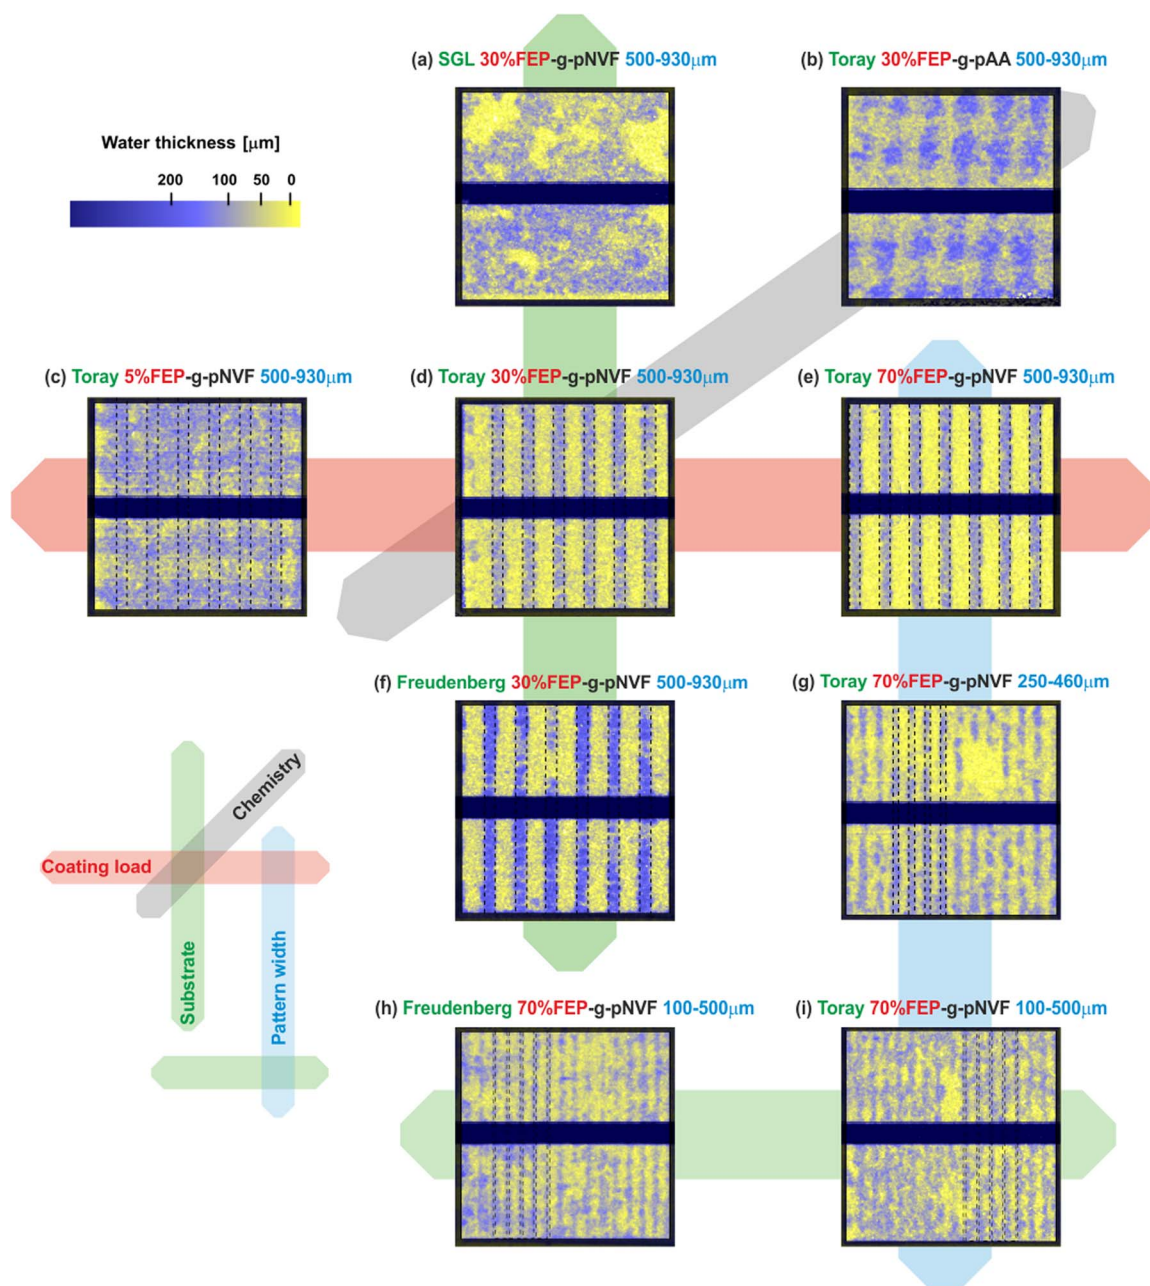 (a) SGL 30%FEP-g-pNVF 500-930μm
(b) Toray 30%FEP-g-pAA 500-930μm
Water thickness [μm]
200 100 50 0
(c) Toray 5%FEP-g-pNVF 500-930μm
(d) Toray 30%FEP-g-pNVF 500-930μm
(e) Toray 70%FEP-g-pNVF 500-930μm
(f) Freudenberg 30%FEP-g-pNVF 500-930μm
(g) Toray 70%FEP-g-pNVF 250-460μm
Chemistry
Coating load
Substrate
Pattern width
(h) Freudenberg 70%FEP-g-pNVF 100-500μm
(i) Toray 70%FEP-g-pNVF 100-500μm